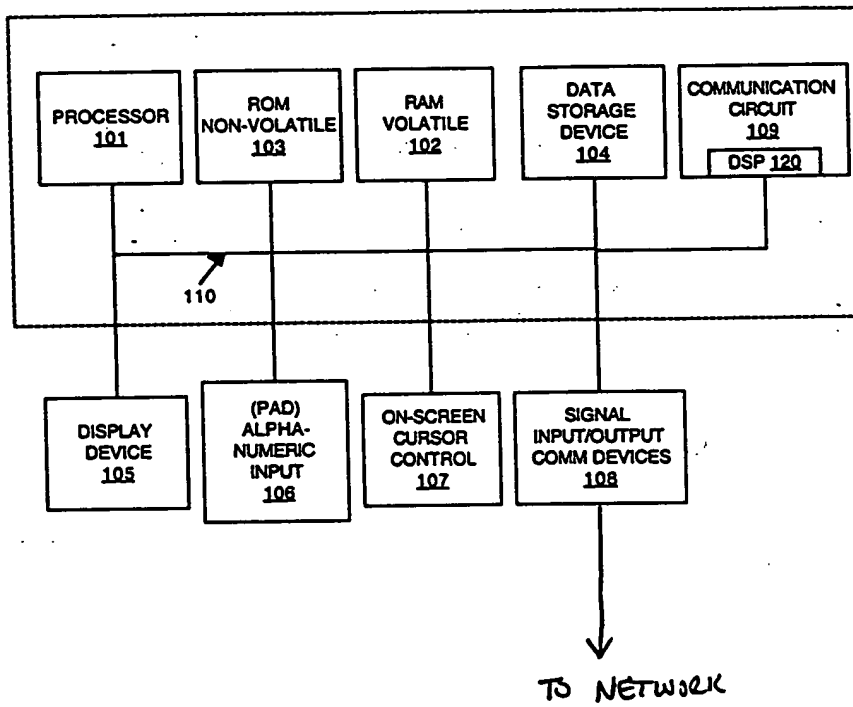 PROCESSOR
101
ROM
NON-VOLATILE
103
RAM
VOLATILE
102
DATA
STORAGE
DEVICE
104
COMMUNICATION
CIRCUIT
109
DSP 120
110
DISPLAY
DEVICE
105
(PAD)
ALPHA-
NUMERIC
INPUT
106
ON-SCREEN
CURSOR
CONTROL
107
SIGNAL
INPUT/OUTPUT
COMM DEVICES
108
TO NETWORK